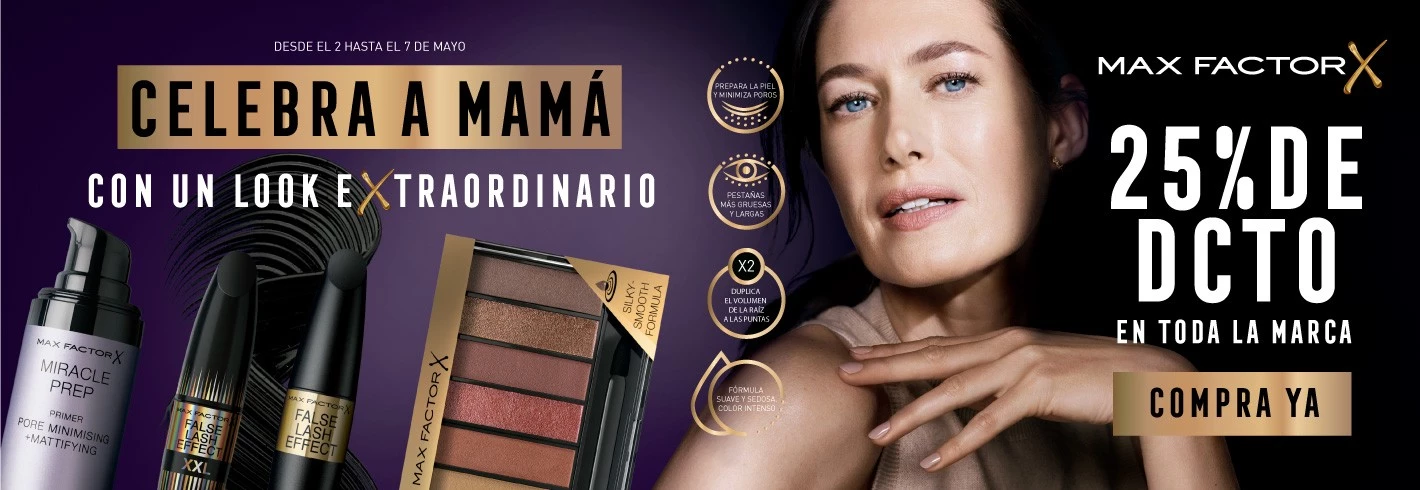 DESDE EL 2 HASTA EL 7 DE MAYO
CELEBRA A MAMÁ
CON UN LOOK EXTRAORDINARIO
MAX FACTOR X
MIRACLE
PREP
PRIMER
PORE MINIMISING
+MATTIFYING
MAX FACTOR X
FALSE
LASH
EFFECT
XXL
MAX FACTOR X
FALSE
LASH
EFFECT
MAX FACTOR X
SILKY-
SMOOTH
FORMULA
PREPARA LA PIEL
Y MINIMIZA POROS
PESTAÑAS
MÁS GRUESAS
Y LARGAS
X2
DUPLICA
EL VOLUMEN
DE LA RAÍZ
A LAS PUNTAS
FÓRMULA
SUAVE Y SEDOSA.
COLOR INTENSO
MAX FACTOR X
25% DE
DCTO
EN TODA LA MARCA
COMPRA YA